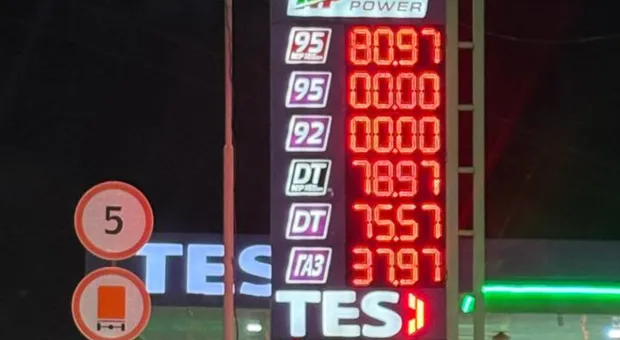 POWER
95 80.97
95 00.00
92 00.00
DT 78.97
DT 75.57
ГАЗ 37.97
5
TES
TES